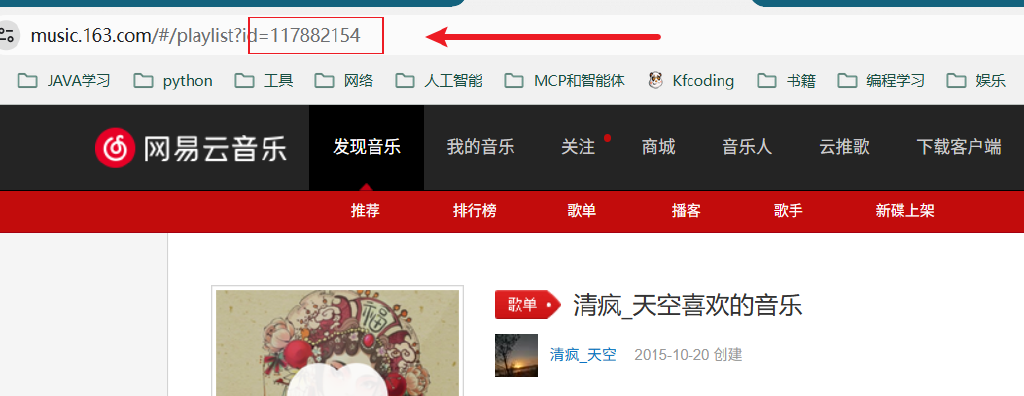 music.163.com/#/playlist?id=117882154
JAVA学习 python 工具 网络 人工智能 MCP和智能体 Kfcoding 书籍 编程学习 娱乐
网易云音乐 发现音乐 我的音乐 关注 商城 音乐人 云推歌 下载客户端
推荐 排行榜 歌单 播客 歌手 新碟上架
歌单 清疯_天空喜欢的音乐
清疯_天空 2015-10-20 创建
福